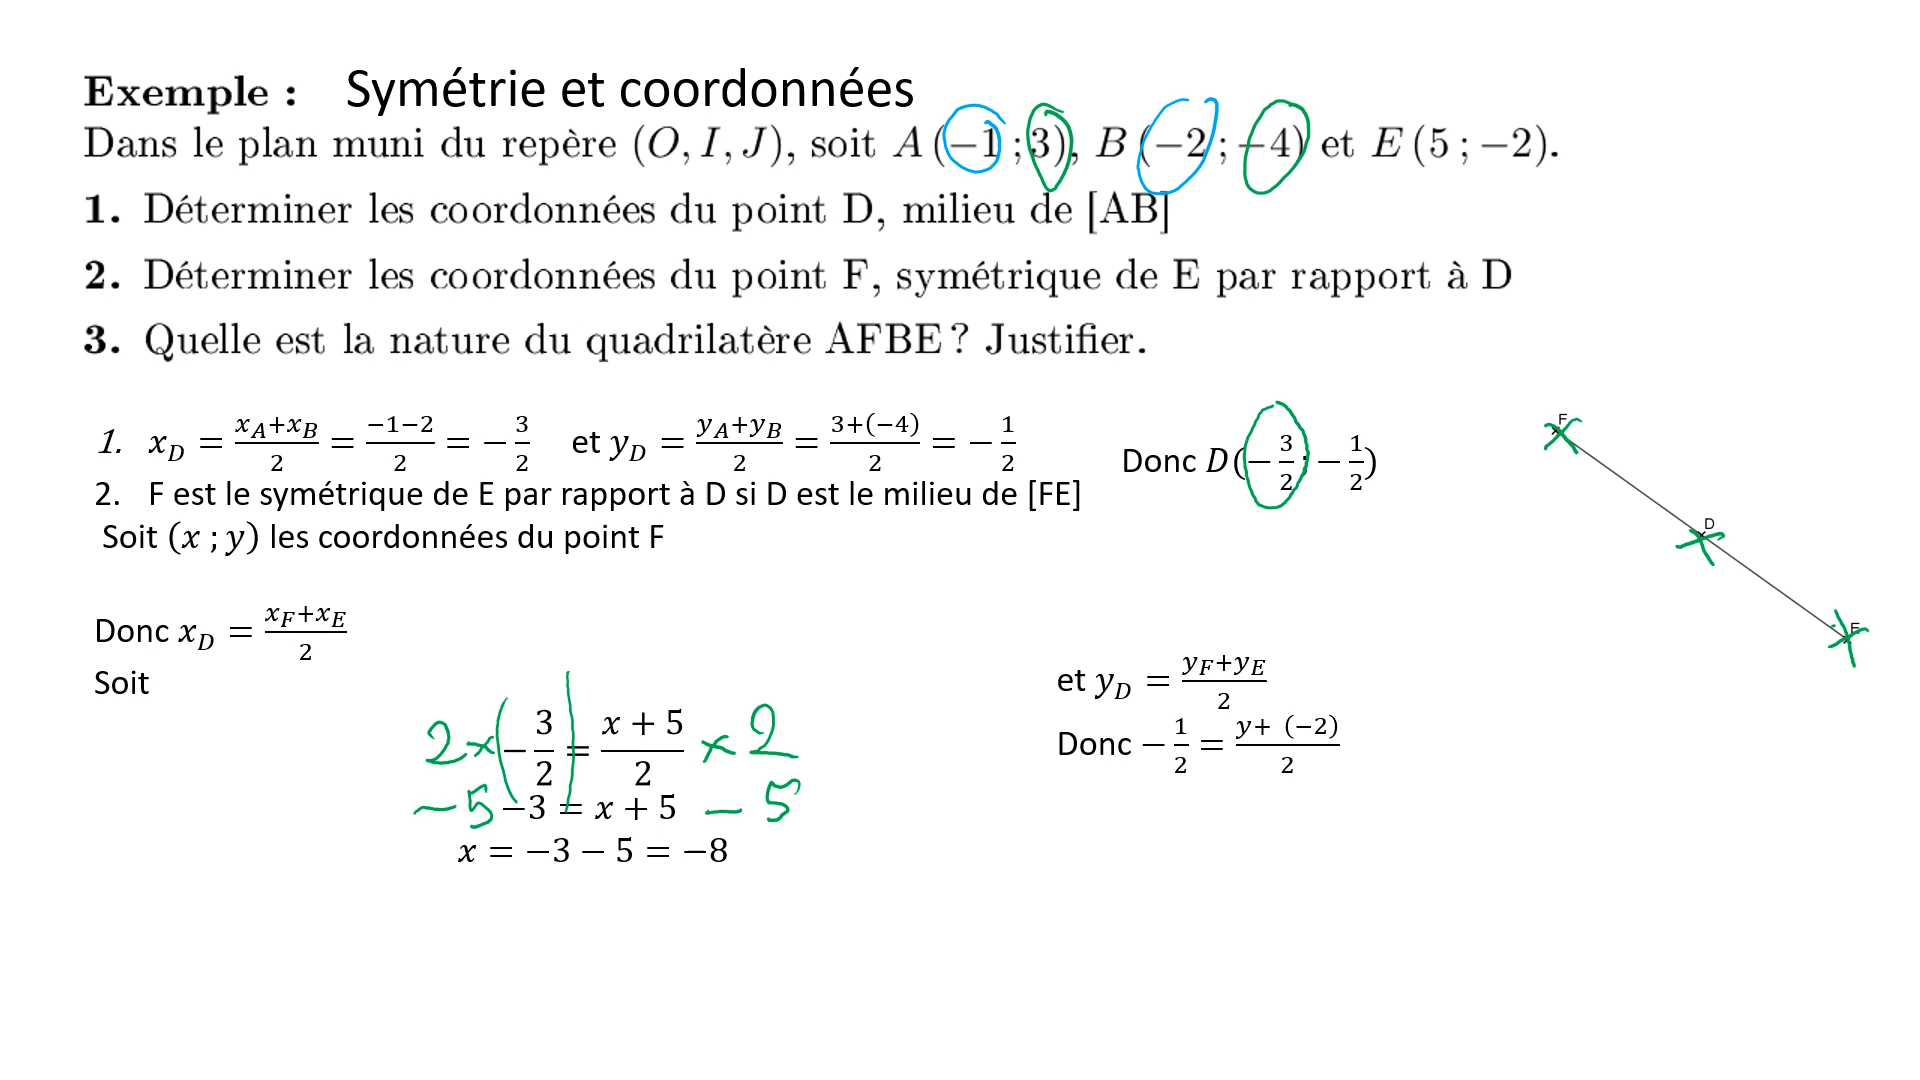 Exemple : Symétrie et coordonnées
Dans le plan muni du repère (O, I, J), soit A (−1 ; 3), B (−2 ; −4) et E (5 ; −2).
1. Déterminer les coordonnées du point D, milieu de [AB]
2. Déterminer les coordonnées du point F, symétrique de E par rapport à D
3. Quelle est la nature du quadrilatère AFBE ? Justifier.
1. x_D = (x_A+x_B)/2 = (−1−2)/2 = −3/2 et y_D = (y_A+y_B)/2 = (3+(−4))/2 = −1/2 Donc D (−3/2 ; −1/2)
2. F est le symétrique de E par rapport à D si D est le milieu de [FE]
Soit (x ; y) les coordonnées du point F
F
D
E
Donc x_D = (x_F+x_E)/2
Soit
2×(−3/2 = (x + 5)/2 × 2
−5 −3 = x + 5 − 5
x = −3 − 5 = −8
et y_D = (y_F+y_E)/2
Donc −1/2 = (y+ (−2))/2